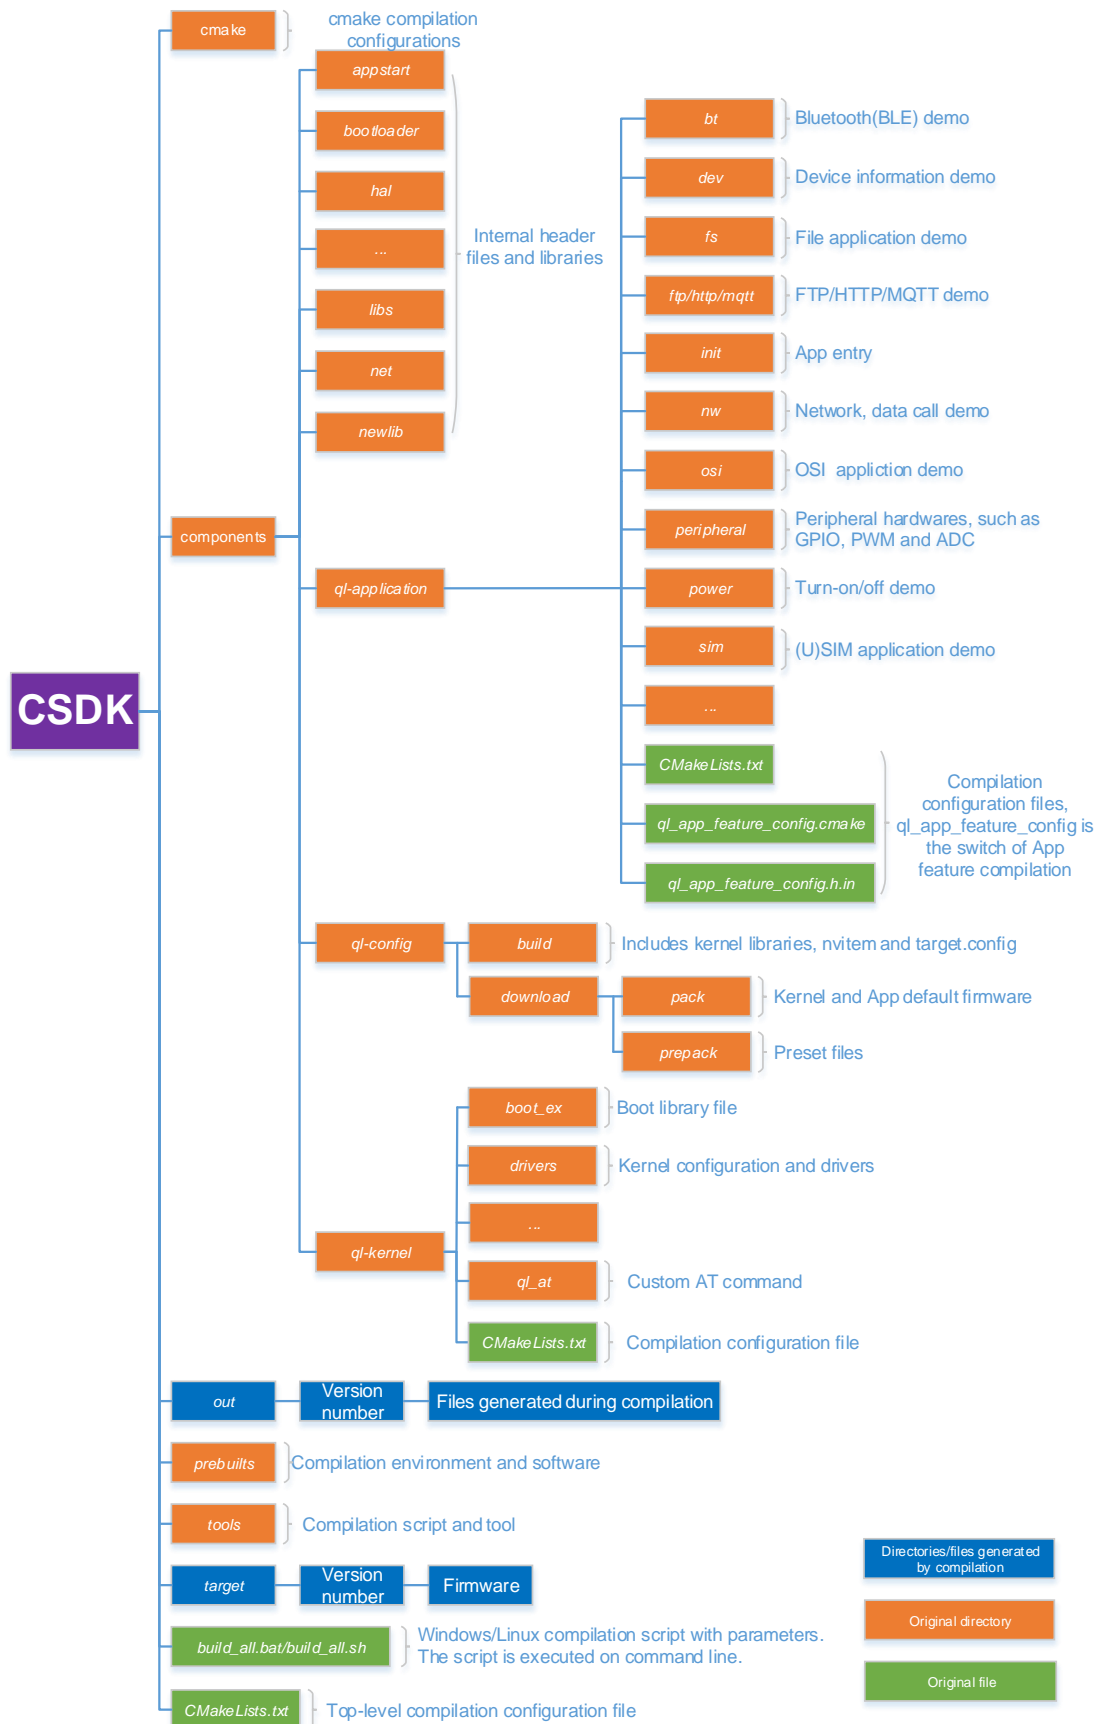 CSDK
cmake
cmake compilation
configurations
components
appstart
bootloader
hal
...
libs
net
newlib
Internal header
files and libraries
ql-application
bt
Bluetooth(BLE) demo
dev
Device information demo
fs
File application demo
ftp/http/mqtt
FTP/HTTP/MQTT demo
init
App entry
nw
Network, data call demo
osi
OSI appliction demo
peripheral
Peripheral hardwares, such as
GPIO, PWM and ADC
power
Turn-on/off demo
sim
(U)SIM application demo
...
CMakeLists.txt
ql_app_feature_config.cmake
ql_app_feature_config.h.in
Compilation
configuration files,
ql_app_feature_config is
the switch of App
feature compilation
ql-config
build
Includes kernel libraries, nvitem and target.config
download
pack
Kernel and App default firmware
prepack
Preset files
ql-kernel
boot_ex
Boot library file
drivers
Kernel configuration and drivers
...
ql_at
Custom AT command
CMakeLists.txt
Compilation configuration file
out
Version
number
Files generated during compilation
prebuilts
Compilation environment and software
tools
Compilation script and tool
target
Version
number
Firmware
build_all.bat/build_all.sh
Windows/Linux compilation script with parameters.
The script is executed on command line.
CMakeLists.txt
Top-level compilation configuration file
Directories/files generated
by compilation
Original directory
Original file